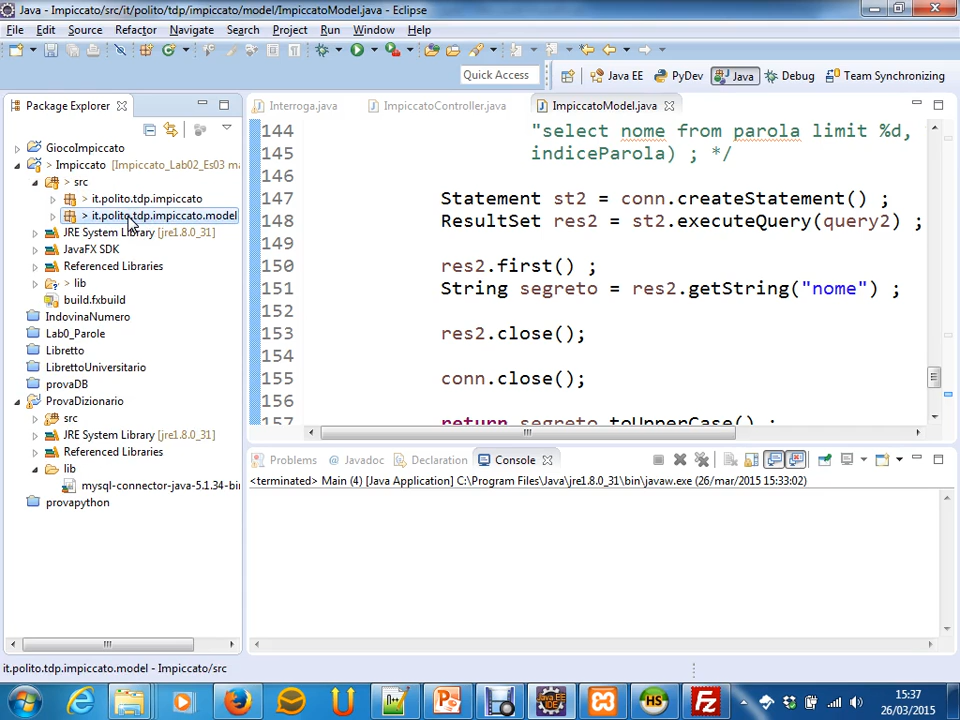 Java - Impiccato/src/it/polito/tdp/impiccato/model/ImpiccatoModel.java - Eclipse
File Edit Source Refactor Navigate Search Project Run Window Help
Quick Access Java EE PyDev Java Debug Team Synchronizing
Package Explorer
GiocoImpiccato
> Impiccato [Impiccato_Lab02_Es03 ma
> src
> it.polito.tdp.impiccato
> it.polito.tdp.impiccato.model
JRE System Library [jre1.8.0_31]
JavaFX SDK
Referenced Libraries
> lib
build.fxbuild
IndovinaNumero
Lab0_Parole
Libretto
LibrettoUniversitario
provaDB
ProvaDizionario
src
JRE System Library [jre1.8.0_31]
Referenced Libraries
lib
mysql-connector-java-5.1.34-bin
provapython
Interroga.java ImpiccatoController.java ImpiccatoModel.java
144 "select nome from parola limit %d,
145 indiceParola) ; */
146
147 Statement st2 = conn.createStatement() ;
148 ResultSet res2 = st2.executeQuery(query2) ;
149
150 res2.first() ;
151 String segreto = res2.getString("nome") ;
152
153 res2.close();
154
155 conn.close();
156
157 return segreto.toUpperCase() ;
Problems @ Javadoc Declaration Console
<terminated> Main (4) [Java Application] C:\Program Files\Java\jre1.8.0_31\bin\javaw.exe (26/mar/2015 15:33:02)
it.polito.tdp.impiccato.model - Impiccato/src
15:37
26/03/2015